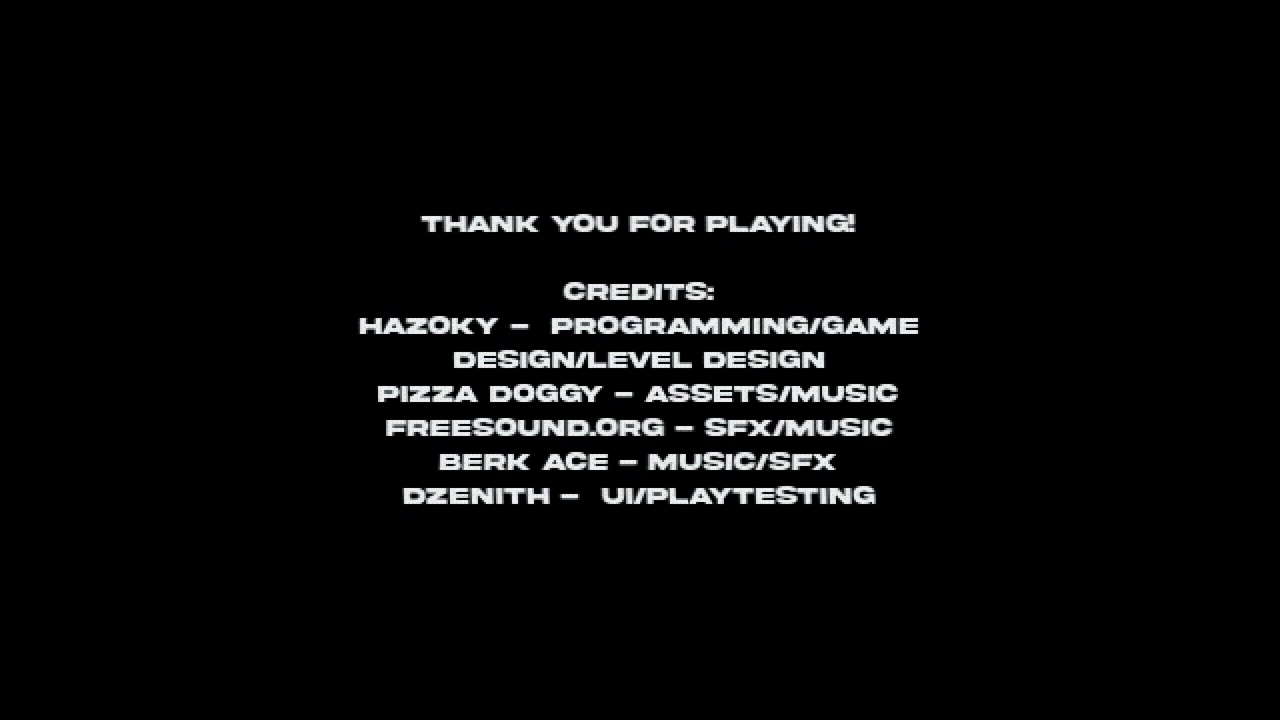 THANK YOU FOR PLAYING!
CREDITS:
HAZOKY - PROGRAMMING/GAME
DESIGN/LEVEL DESIGN
PIZZA DOGGY - ASSETS/MUSIC
FREESOUND.ORG - SFX/MUSIC
BERK ACE - MUSIC/SFX
DZENITH - UI/PLAYTESTING